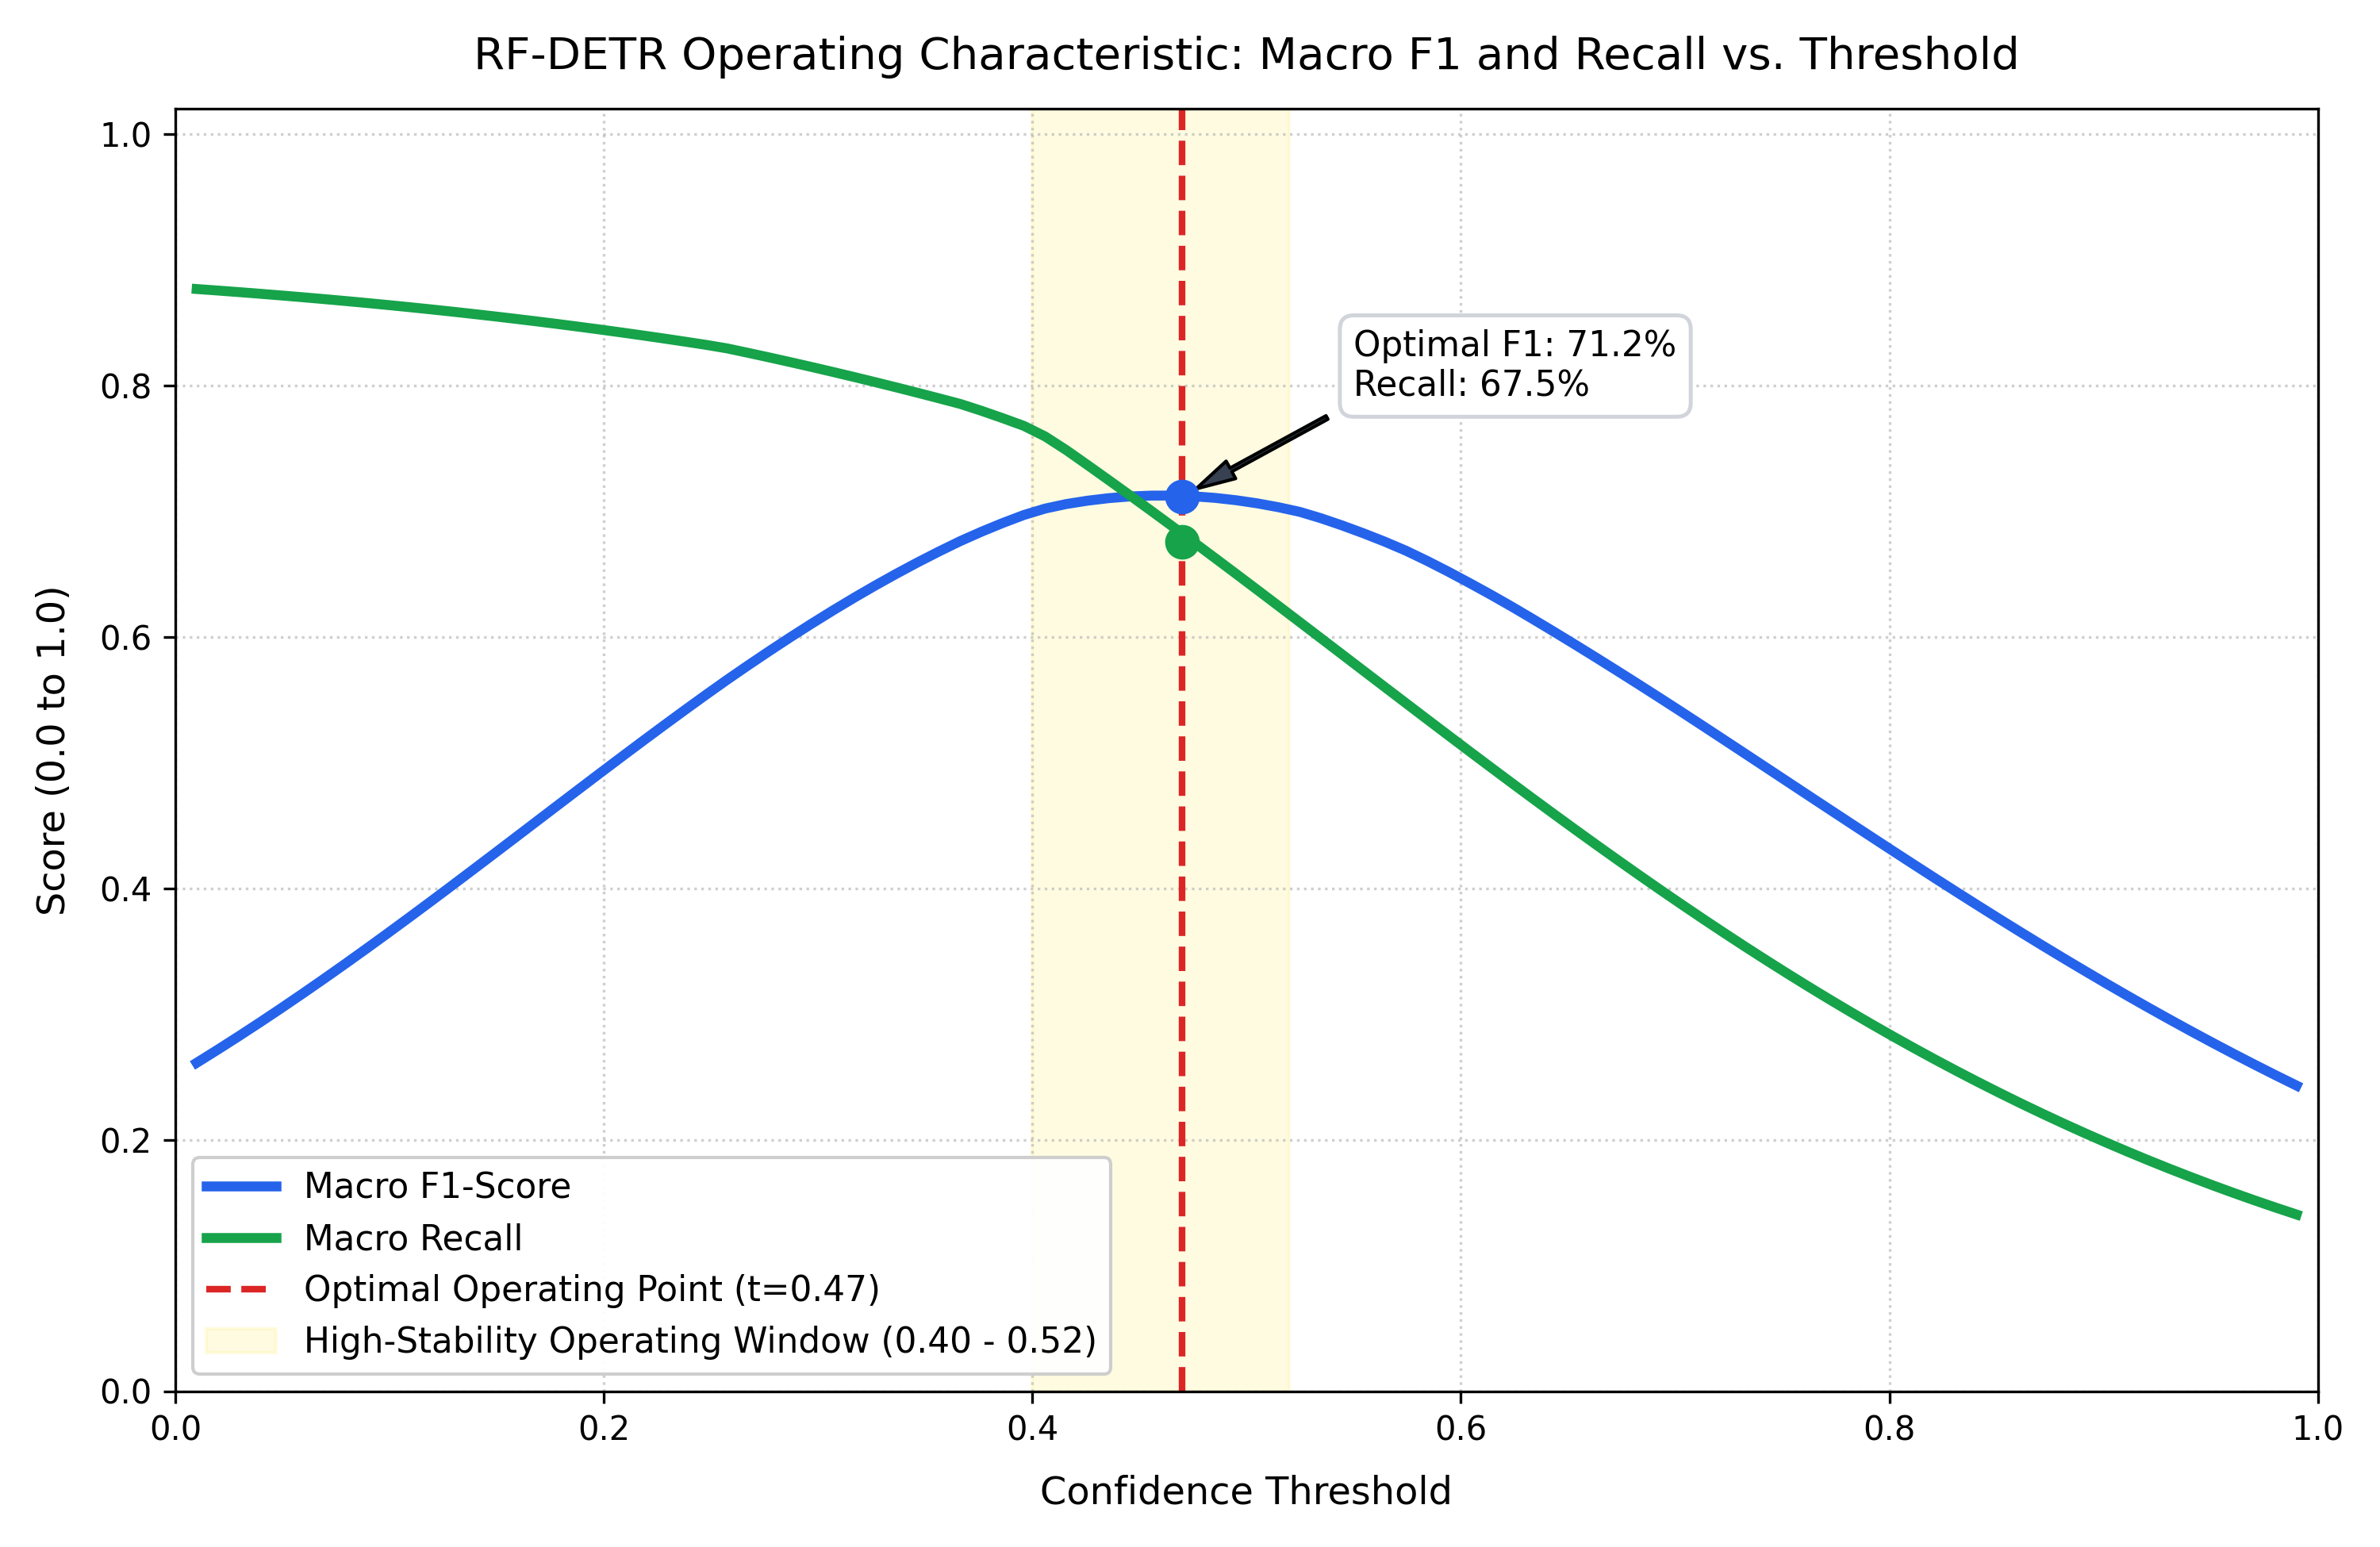 RF-DETR Operating Characteristic: Macro F1 and Recall vs. Threshold
Score (0.0 to 1.0)
1.0
0.8
0.6
0.4
0.2
0.0
Optimal F1: 71.2%
Recall: 67.5%
Macro F1-Score
Macro Recall
Optimal Operating Point (t=0.47)
High-Stability Operating Window (0.40 - 0.52)
0.0 0.2 0.4 0.6 0.8 1.0
Confidence Threshold